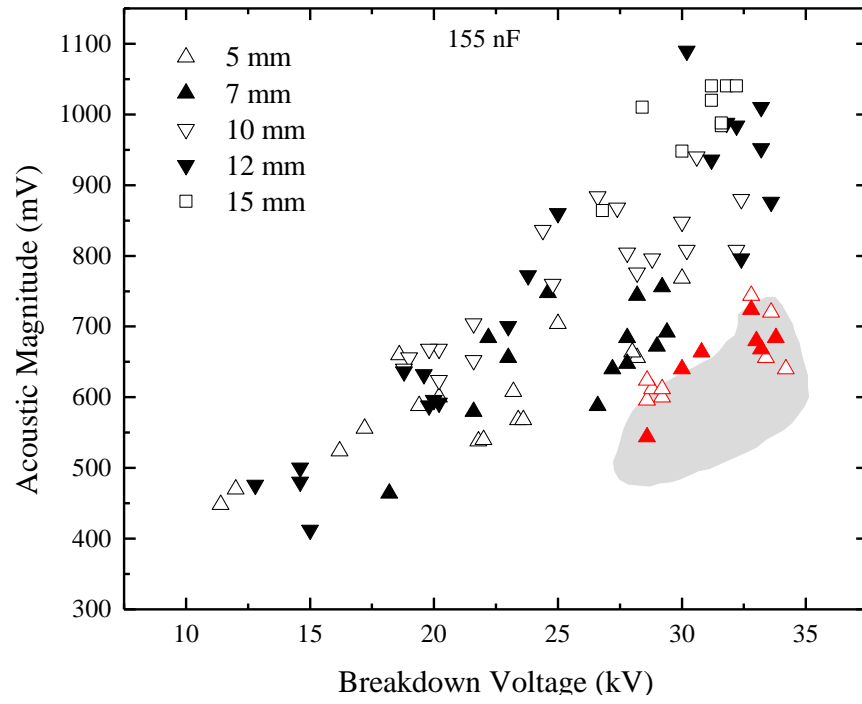 155 nF
5 mm
7 mm
10 mm
12 mm
15 mm
Acoustic Magnitude (mV)
1100
1000
900
800
700
600
500
400
300
10
15
20
25
30
35
Breakdown Voltage (kV)